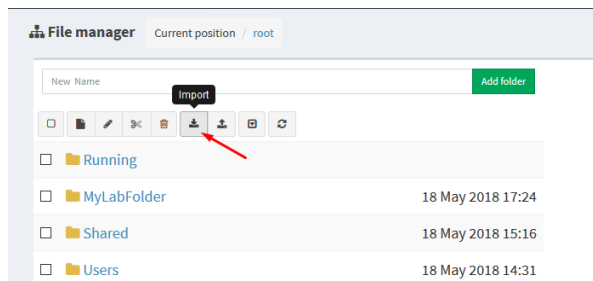 File manager Current position / root
New Name Add folder
Import
Running
MyLabFolder 18 May 2018 17:24
Shared 18 May 2018 15:16
Users 18 May 2018 14:31